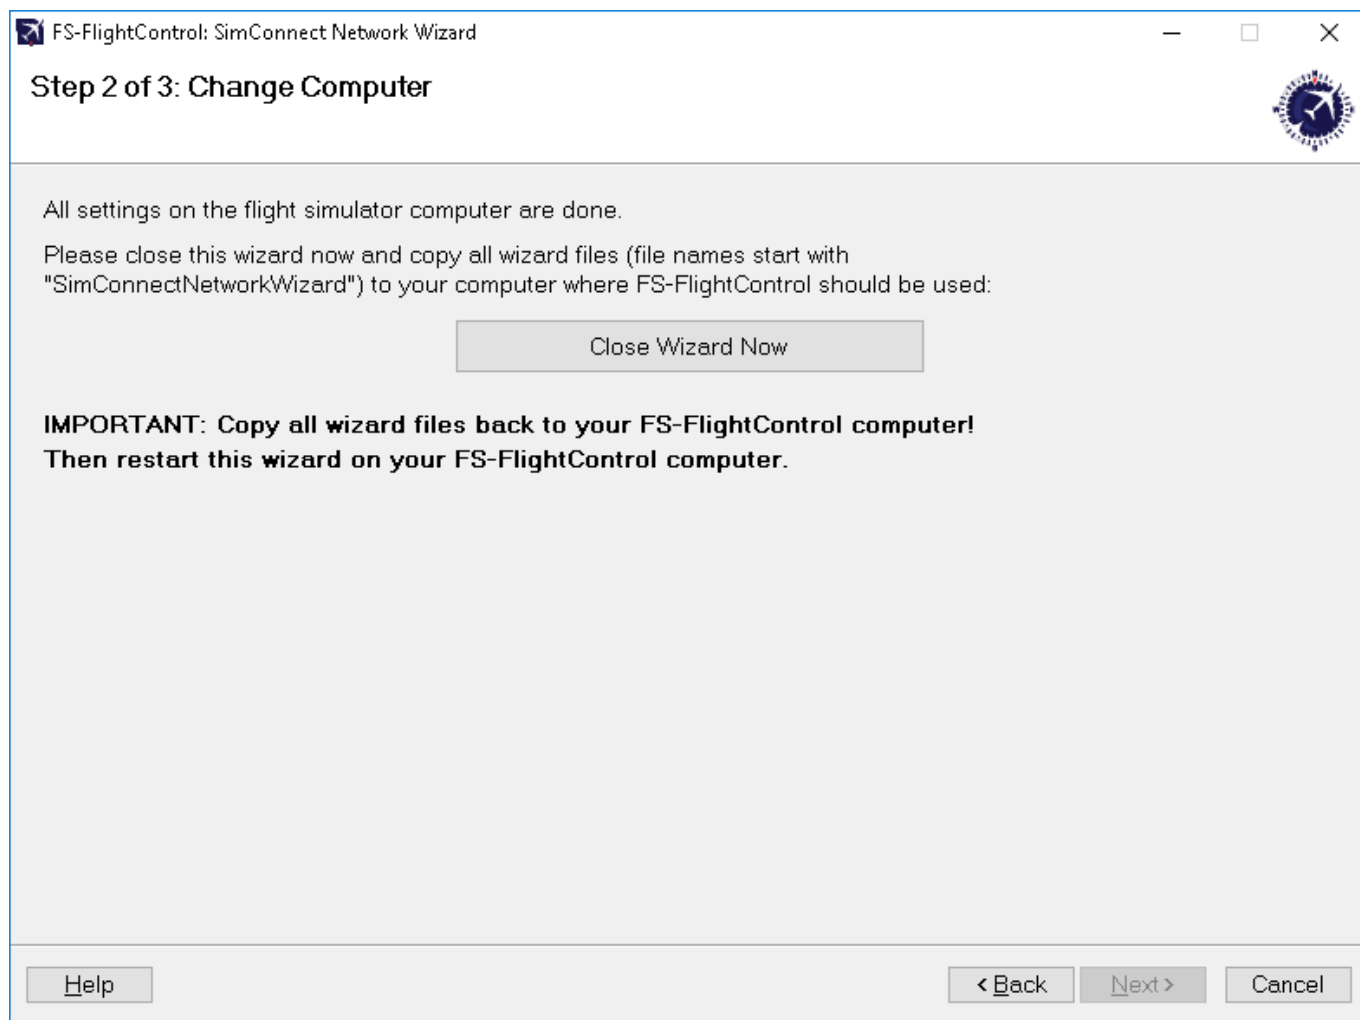 FS-FlightControl: SimConnect Network Wizard
Step 2 of 3: Change Computer
All settings on the flight simulator computer are done.
Please close this wizard now and copy all wizard files (file names start with
"SimConnectNetworkWizard") to your computer where FS-FlightControl should be used:
Close Wizard Now
IMPORTANT: Copy all wizard files back to your FS-FlightControl computer!
Then restart this wizard on your FS-FlightControl computer.
Help
< Back
Next >
Cancel